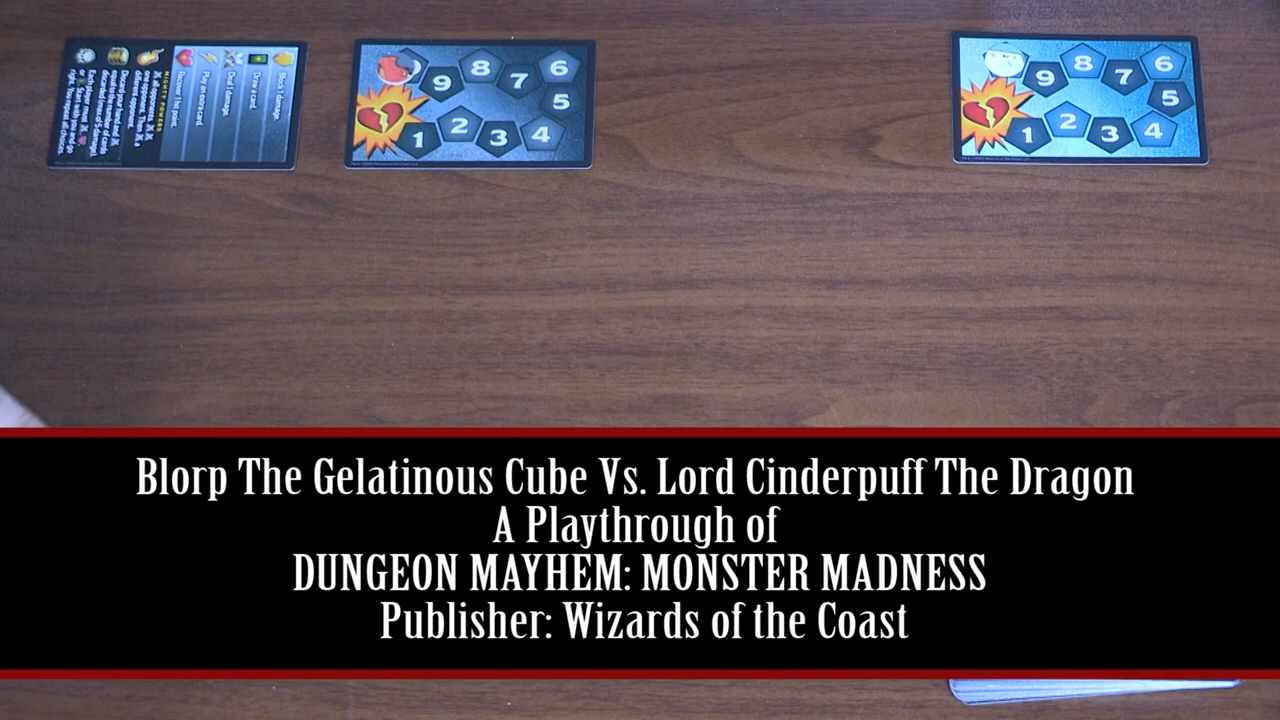 Block 1 damage.
Draw a card.
Deal 1 damage.
Play an extra card.
Recover 1 hit point.
MIGHTY POWERS
9 8 7 6
5
1 2 3 4
9 8 7 6
5
1 2 3 4
Blorp The Gelatinous Cube Vs. Lord Cinderpuff The Dragon
A Playthrough of
DUNGEON MAYHEM: MONSTER MADNESS
Publisher: Wizards of the Coast